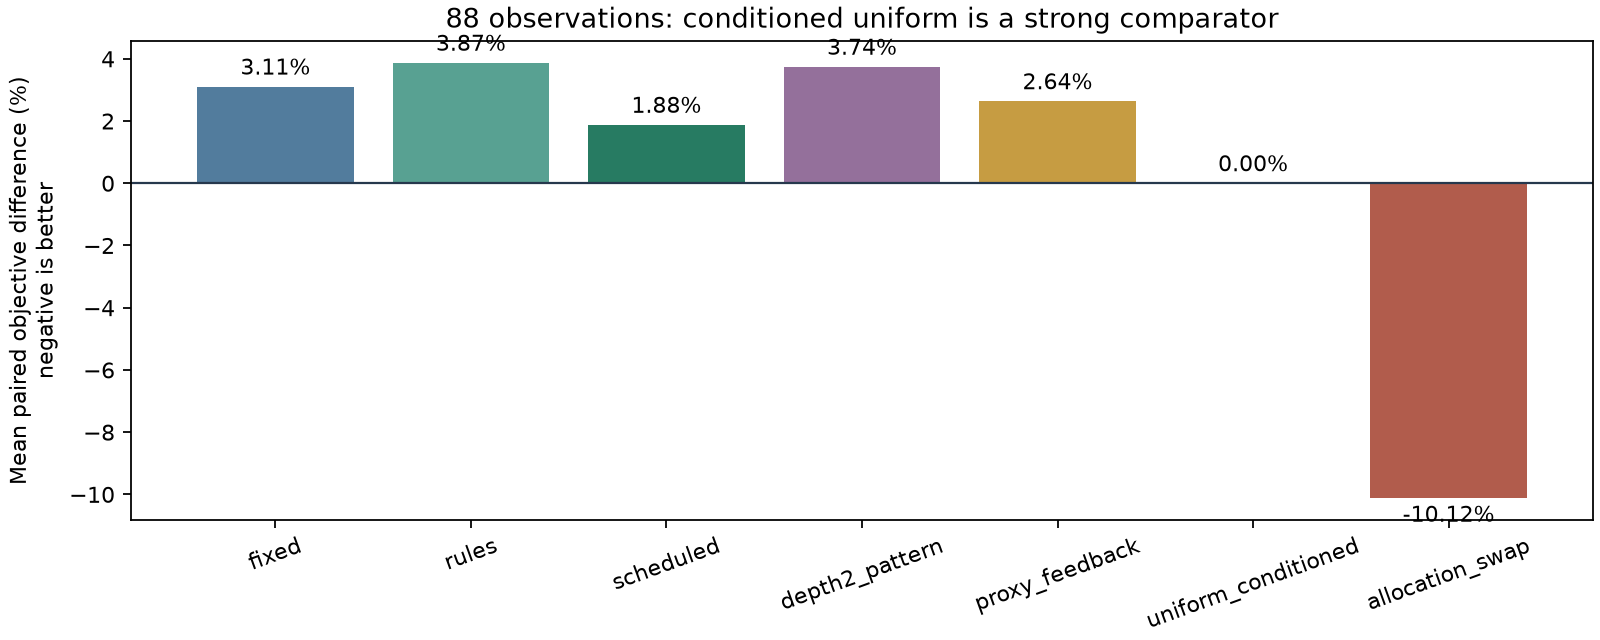 88 observations: conditioned uniform is a strong comparator
Mean paired objective difference (%)
negative is better
4
2
0
−2
−4
−6
−8
−10
3.11%
3.87%
1.88%
3.74%
2.64%
0.00%
-10.12%
fixed
rules
scheduled
depth2_pattern
proxy_feedback
uniform_conditioned
allocation_swap